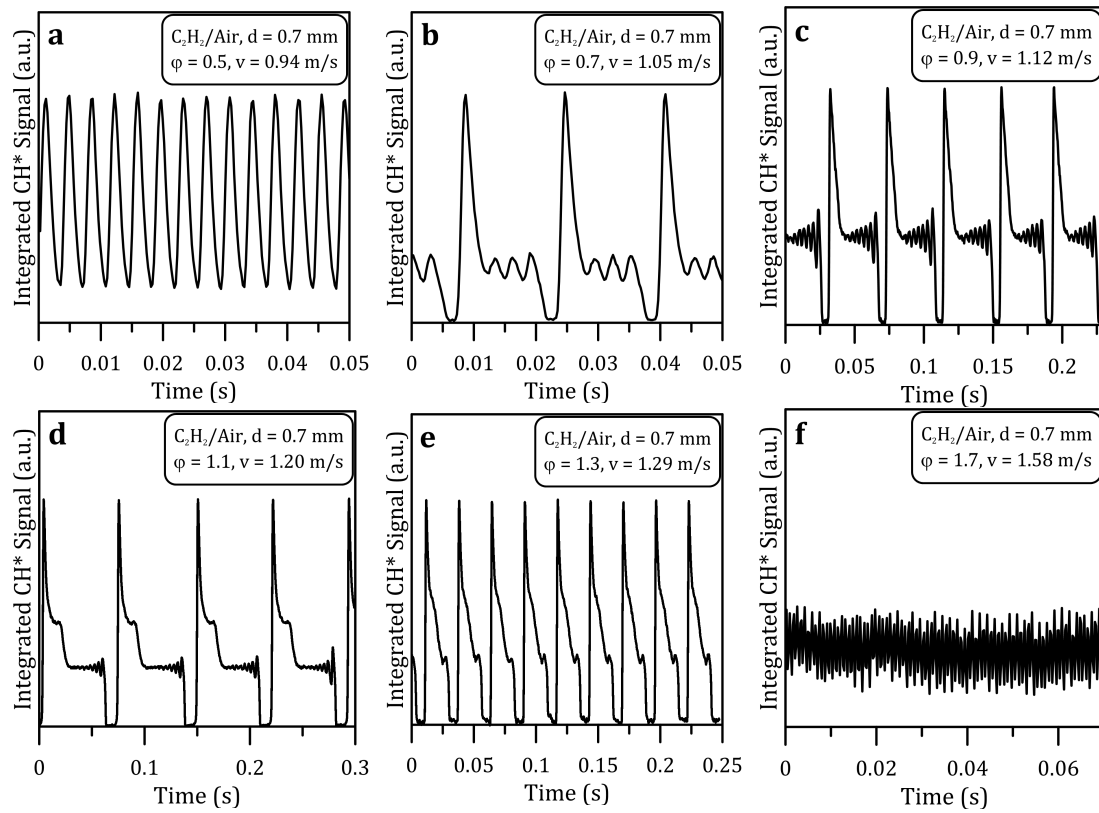 a
C₂H₂/Air, d = 0.7 mm
φ = 0.5, v = 0.94 m/s
Integrated CH* Signal (a.u.)
0 0.01 0.02 0.03 0.04 0.05
Time (s)
b
C₂H₂/Air, d = 0.7 mm
φ = 0.7, v = 1.05 m/s
Integrated CH* Signal (a.u.)
0 0.01 0.02 0.03 0.04 0.05
Time (s)
c
C₂H₂/Air, d = 0.7 mm
φ = 0.9, v = 1.12 m/s
Integrated CH* Signal (a.u.)
0 0.05 0.1 0.15 0.2
Time (s)
d
C₂H₂/Air, d = 0.7 mm
φ = 1.1, v = 1.20 m/s
Integrated CH* Signal (a.u.)
0 0.1 0.2 0.3
Time (s)
e
C₂H₂/Air, d = 0.7 mm
φ = 1.3, v = 1.29 m/s
Integrated CH* Signal (a.u.)
0 0.05 0.1 0.15 0.2 0.25
Time (s)
f
C₂H₂/Air, d = 0.7 mm
φ = 1.7, v = 1.58 m/s
Integrated CH* Signal (a.u.)
0 0.02 0.04 0.06
Time (s)